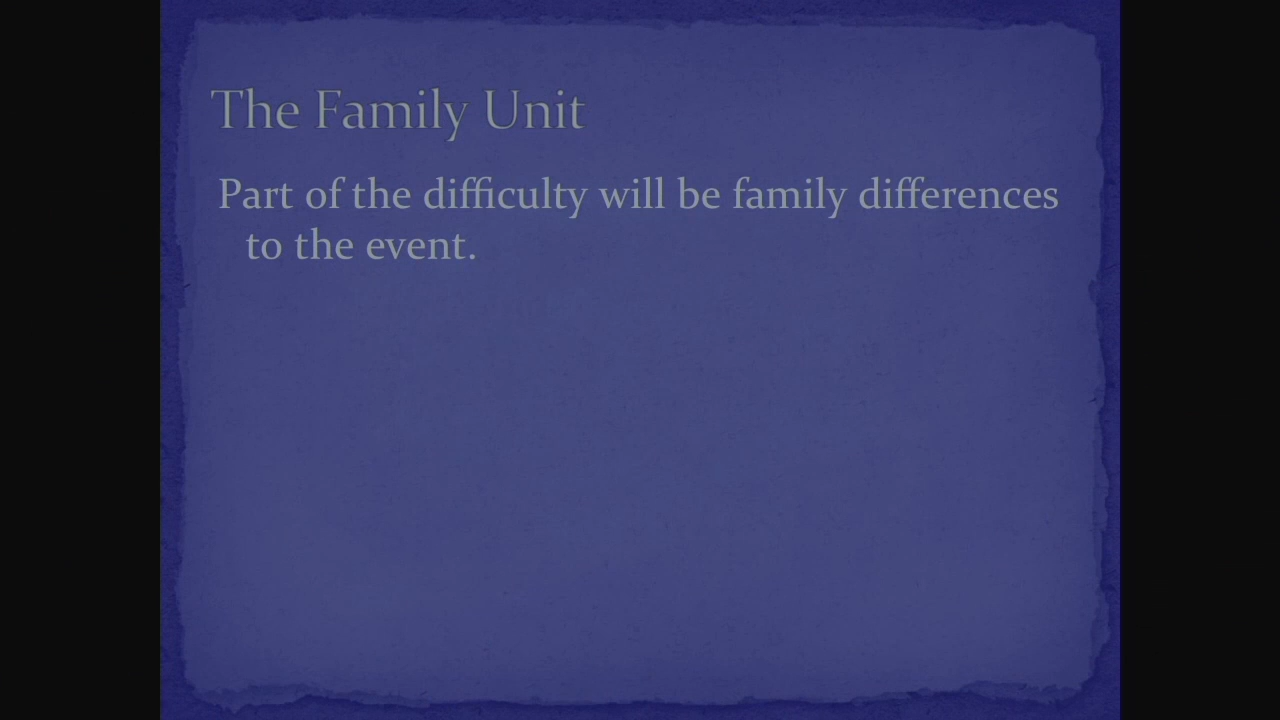 The Family Unit
Part of the difficulty will be family differences
to the event.